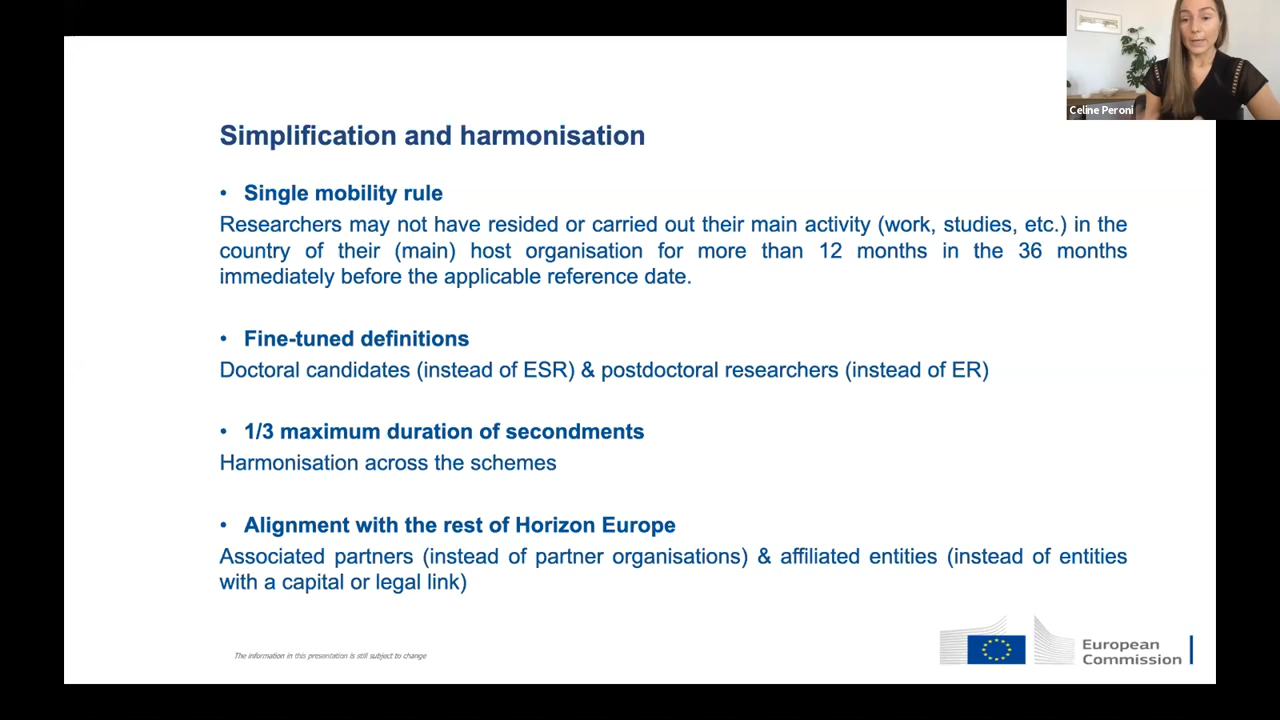 Celine Peroni
Simplification and harmonisation
• Single mobility rule
Researchers may not have resided or carried out their main activity (work, studies, etc.) in the
country of their (main) host organisation for more than 12 months in the 36 months
immediately before the applicable reference date.
• Fine-tuned definitions
Doctoral candidates (instead of ESR) & postdoctoral researchers (instead of ER)
• 1/3 maximum duration of secondments
Harmonisation across the schemes
• Alignment with the rest of Horizon Europe
Associated partners (instead of partner organisations) & affiliated entities (instead of entities
with a capital or legal link)
The information in this presentation is still subject to change
European
Commission